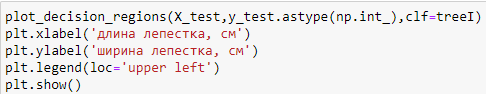 plot_decision_regions(X_test,y_test.astype(np.int_),clf=treeI)
plt.xlabel('длина лепестка, см')
plt.ylabel('ширина лепестка, см')
plt.legend(loc='upper left')
plt.show()